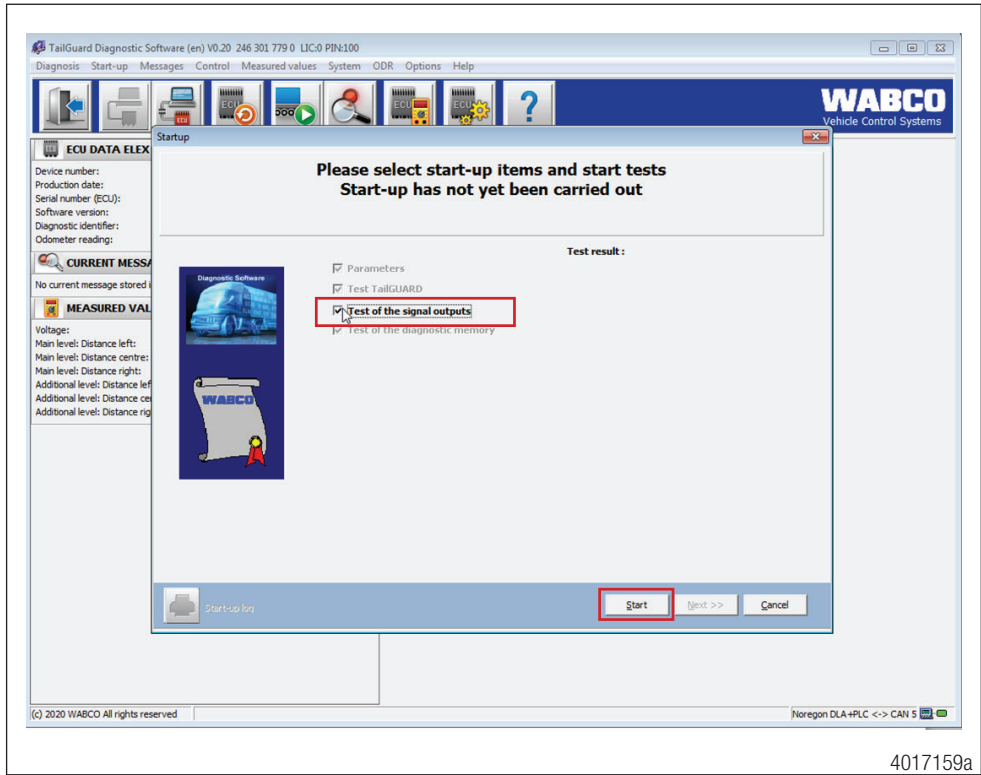 TailGuard Diagnostic Software (en) V0.20 246 301 779 0 LIC:0 PIN:100
Diagnosis Start-up Messages Control Measured values System ODR Options Help
ECU
ECU
ECU
?
WABCO
Vehicle Control Systems
Startup
ECU DATA ELEX
Device number:
Production date:
Serial number (ECU):
Software version:
Diagnostic identifier:
Odometer reading:
CURRENT MESSA
No current message stored i
MEASURED VAL
Voltage:
Main level: Distance left:
Main level: Distance centre:
Main level: Distance right:
Additional level: Distance lef
Additional level: Distance cer
Additional level: Distance rig
Please select start-up items and start tests
Start-up has not yet been carried out
Test result :
Diagnostic Software
WABCO
Parameters
Test TailGUARD
Test of the signal outputs
Test of the diagnostic memory
Start-up log
Start
Next >>
Cancel
(c) 2020 WABCO All rights reserved
Noregon DLA+PLC <-> CAN 5
4017159a